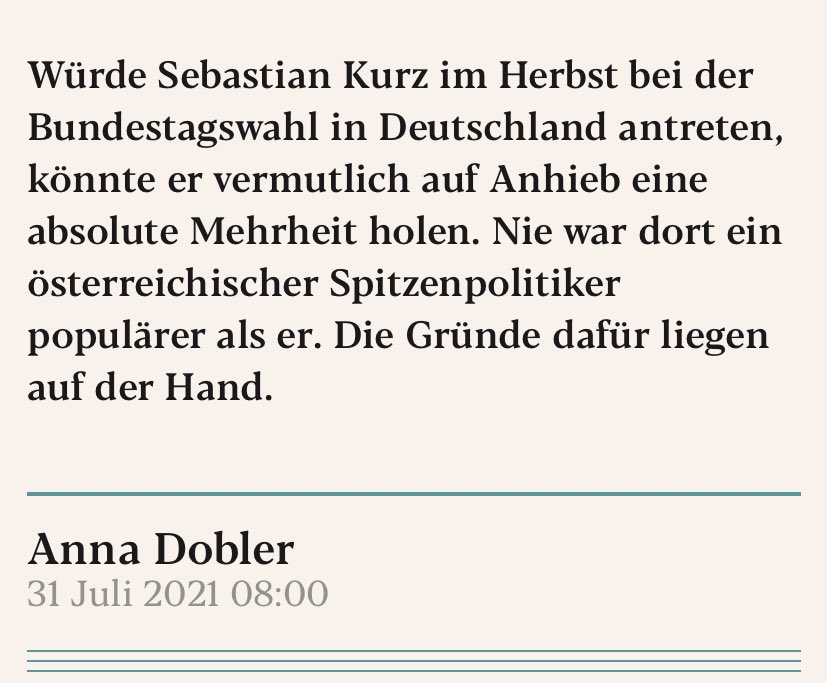 Würde Sebastian Kurz im Herbst bei der
Bundestagswahl in Deutschland antreten,
könnte er vermutlich auf Anhieb eine
absolute Mehrheit holen. Nie war dort ein
österreichischer Spitzenpolitiker
populärer als er. Die Gründe dafür liegen
auf der Hand.
Anna Dobler
31 Juli 2021 08:00